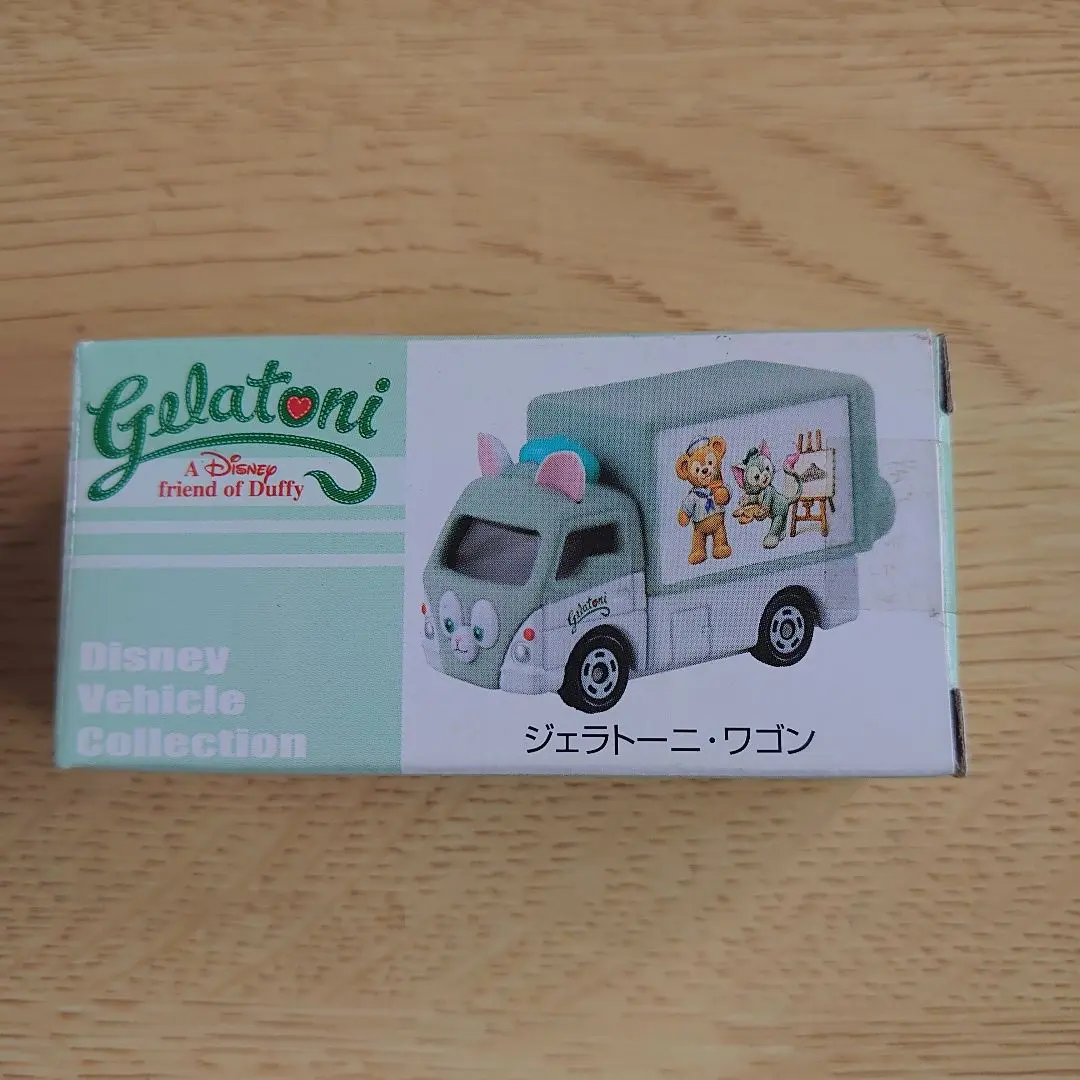 Gelatoni
A Disney
friend of Duffy
Disney
Vehicle
Collection
Gelatoni
ジェラトーニ・ワゴン